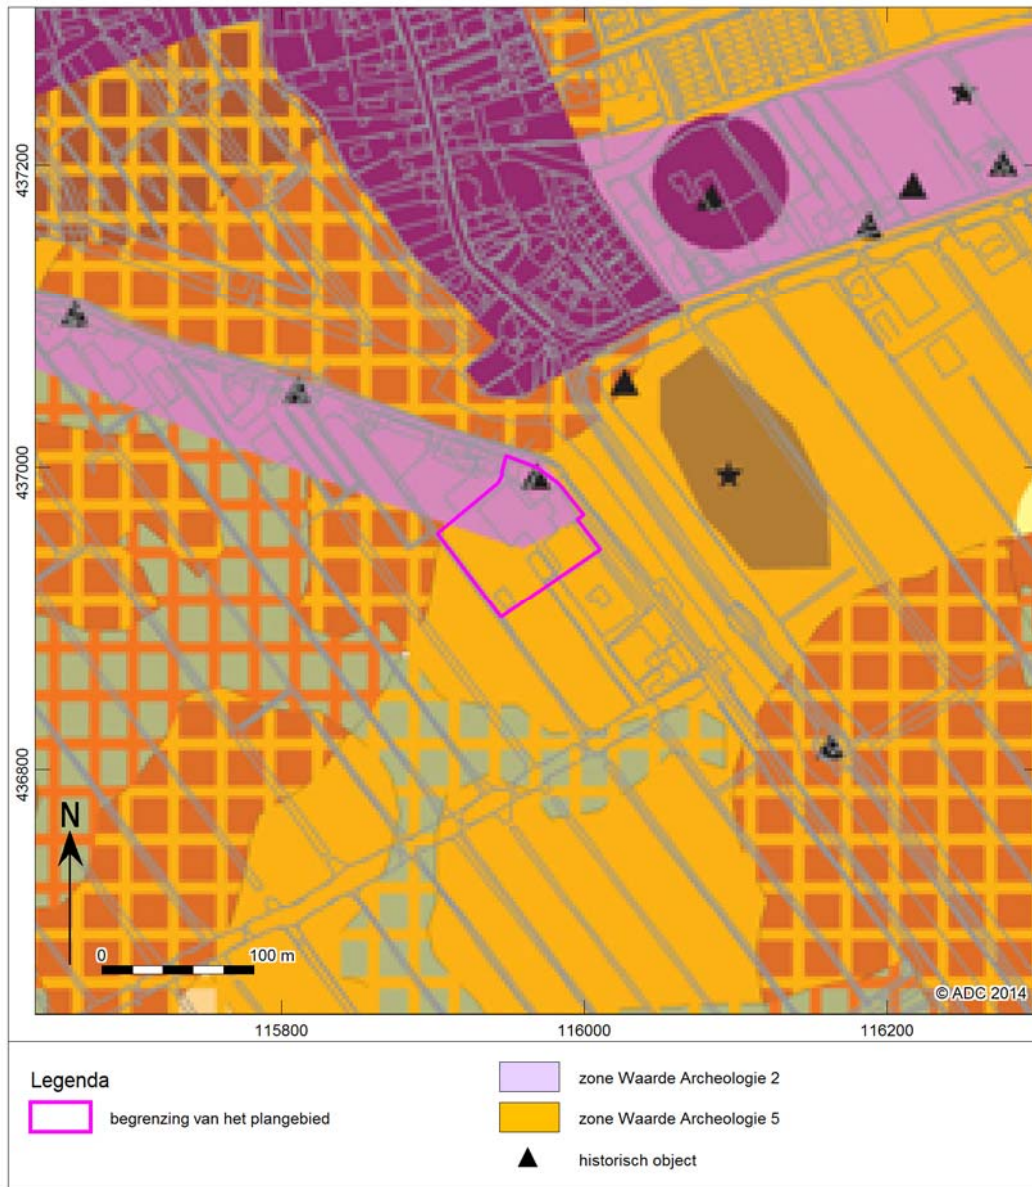 437200
437000
436800
N
0 100 m
© ADC 2014
115800 116000 116200
Legenda
begrenzing van het plangebied
zone Waarde Archeologie 2
zone Waarde Archeologie 5
historisch object